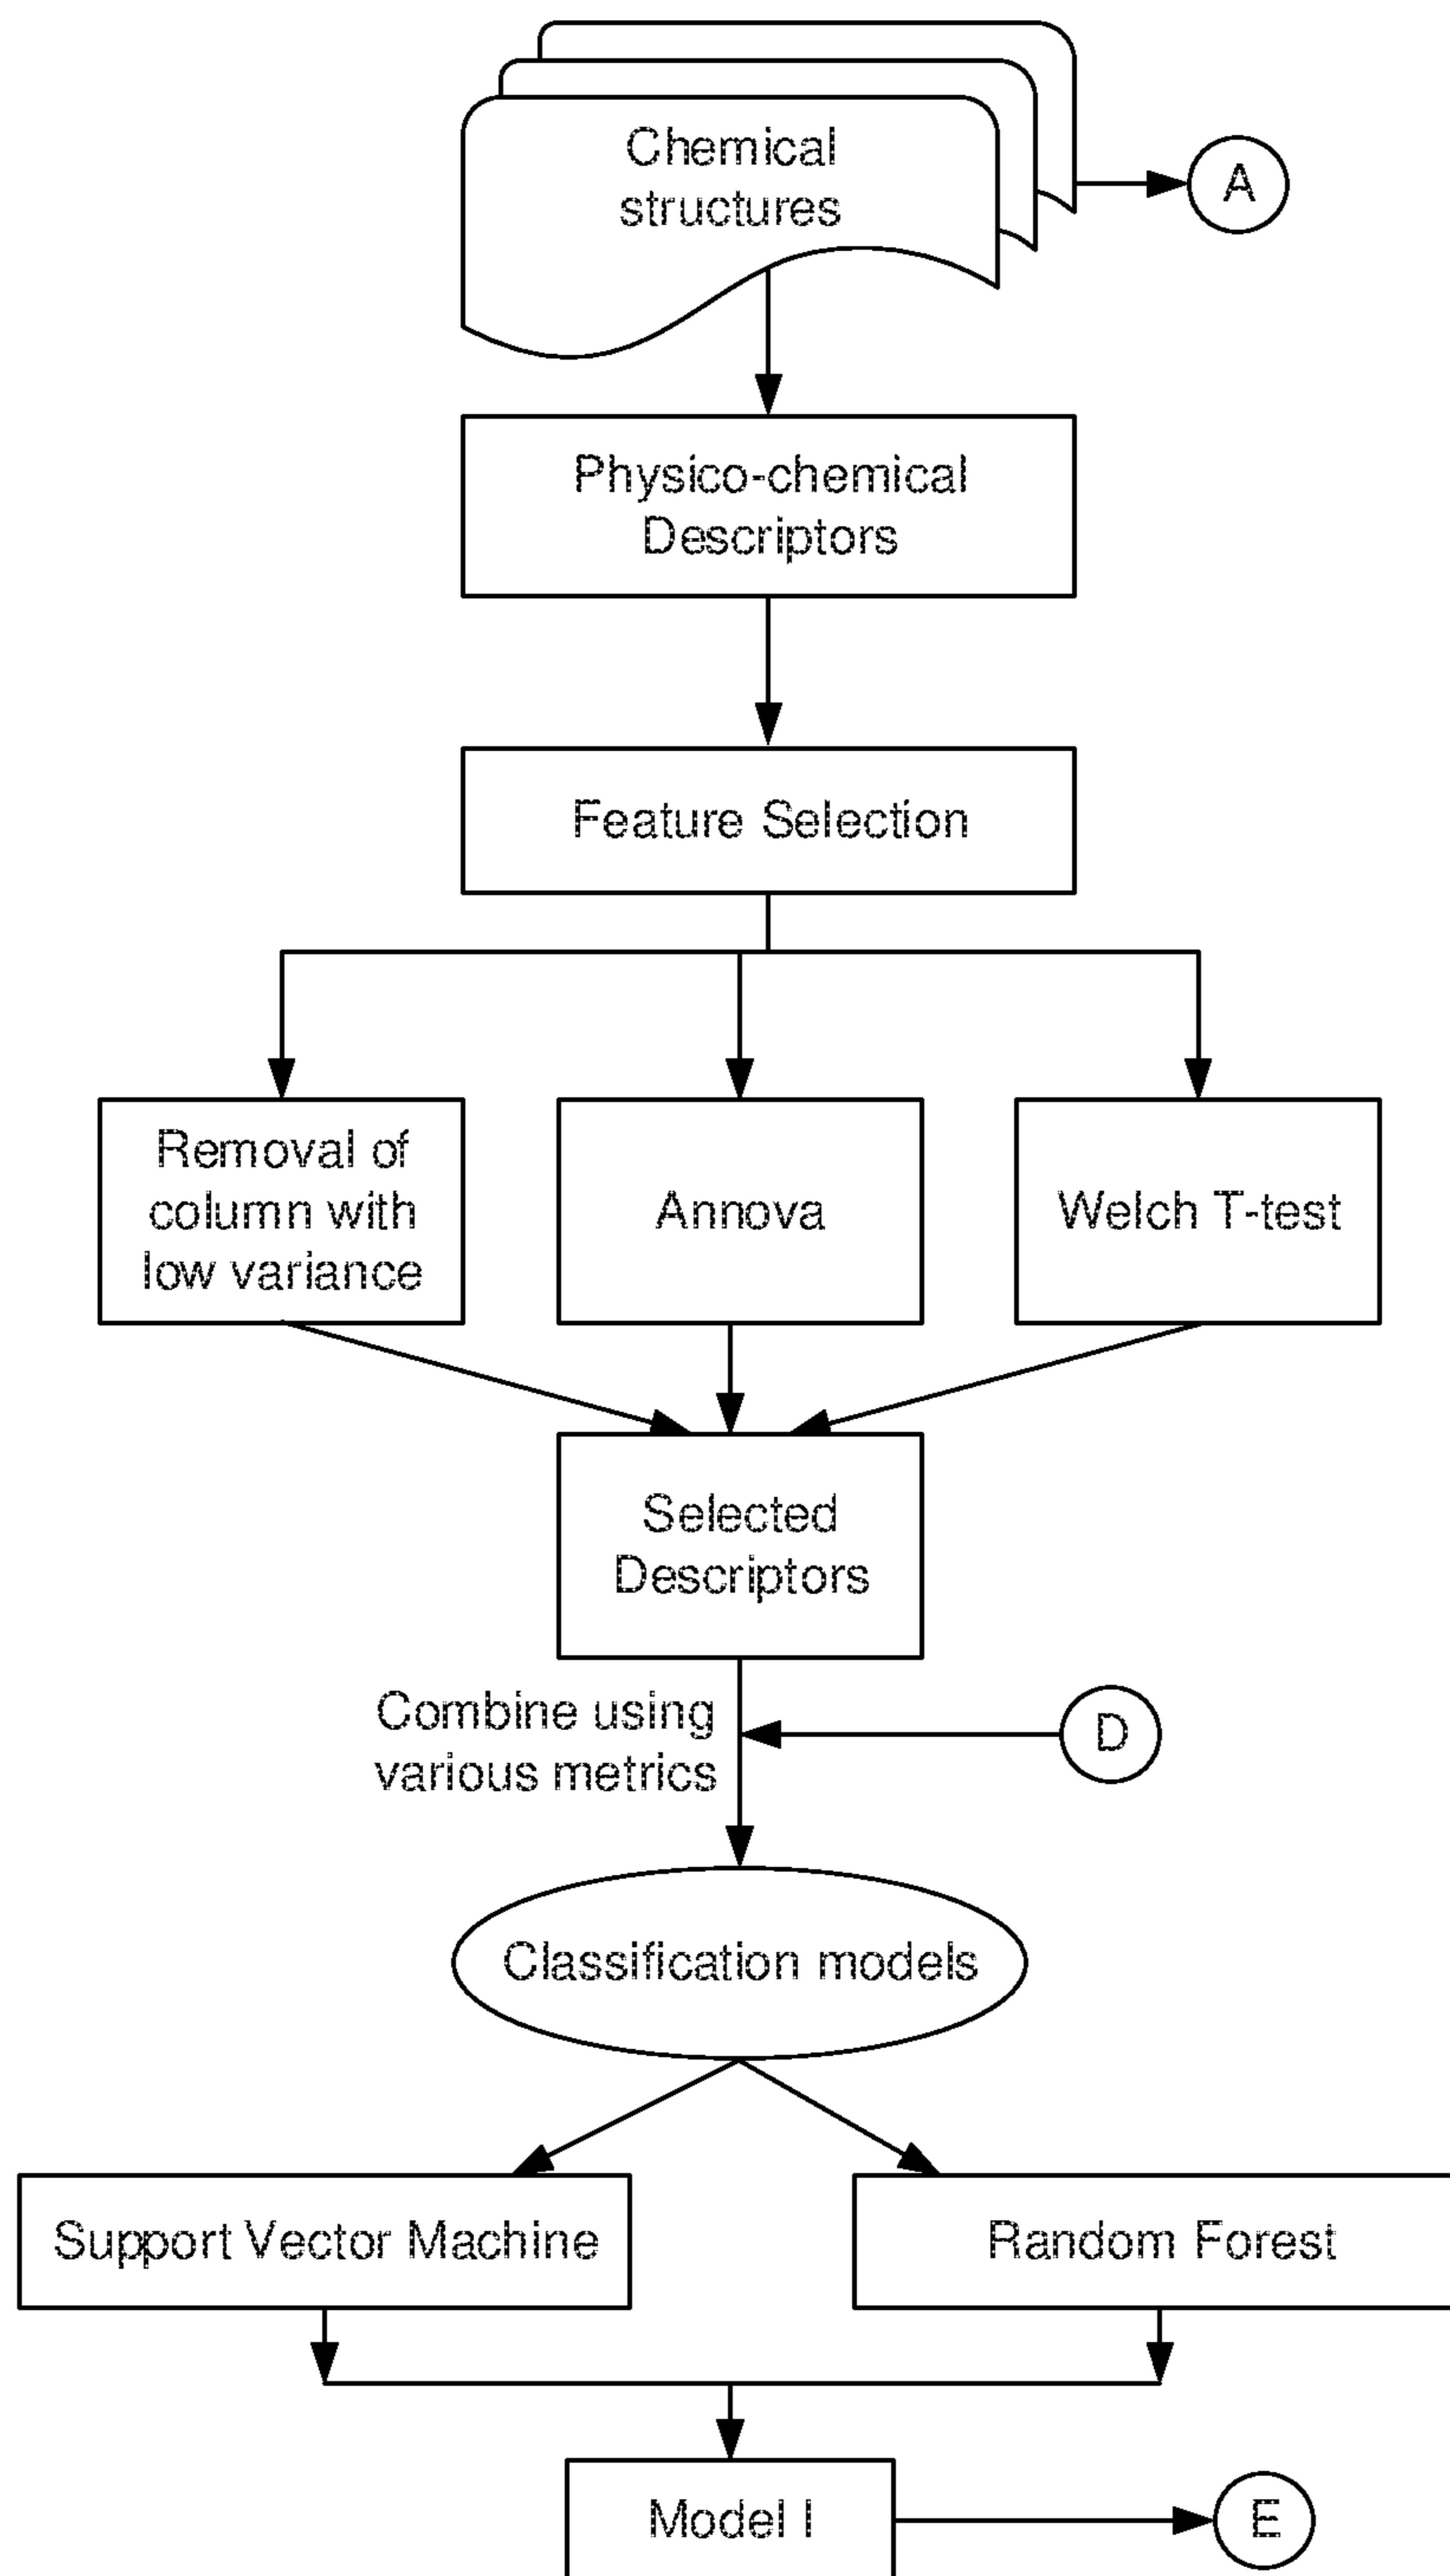 Chemical
structures
A
Physico-chemical
Descriptors
Feature Selection
Removal of
column with
low variance
Annova
Welch T-test
Selected
Descriptors
Combine using
various metrics
D
Classification models
Support Vector Machine
Random Forest
Model I
E